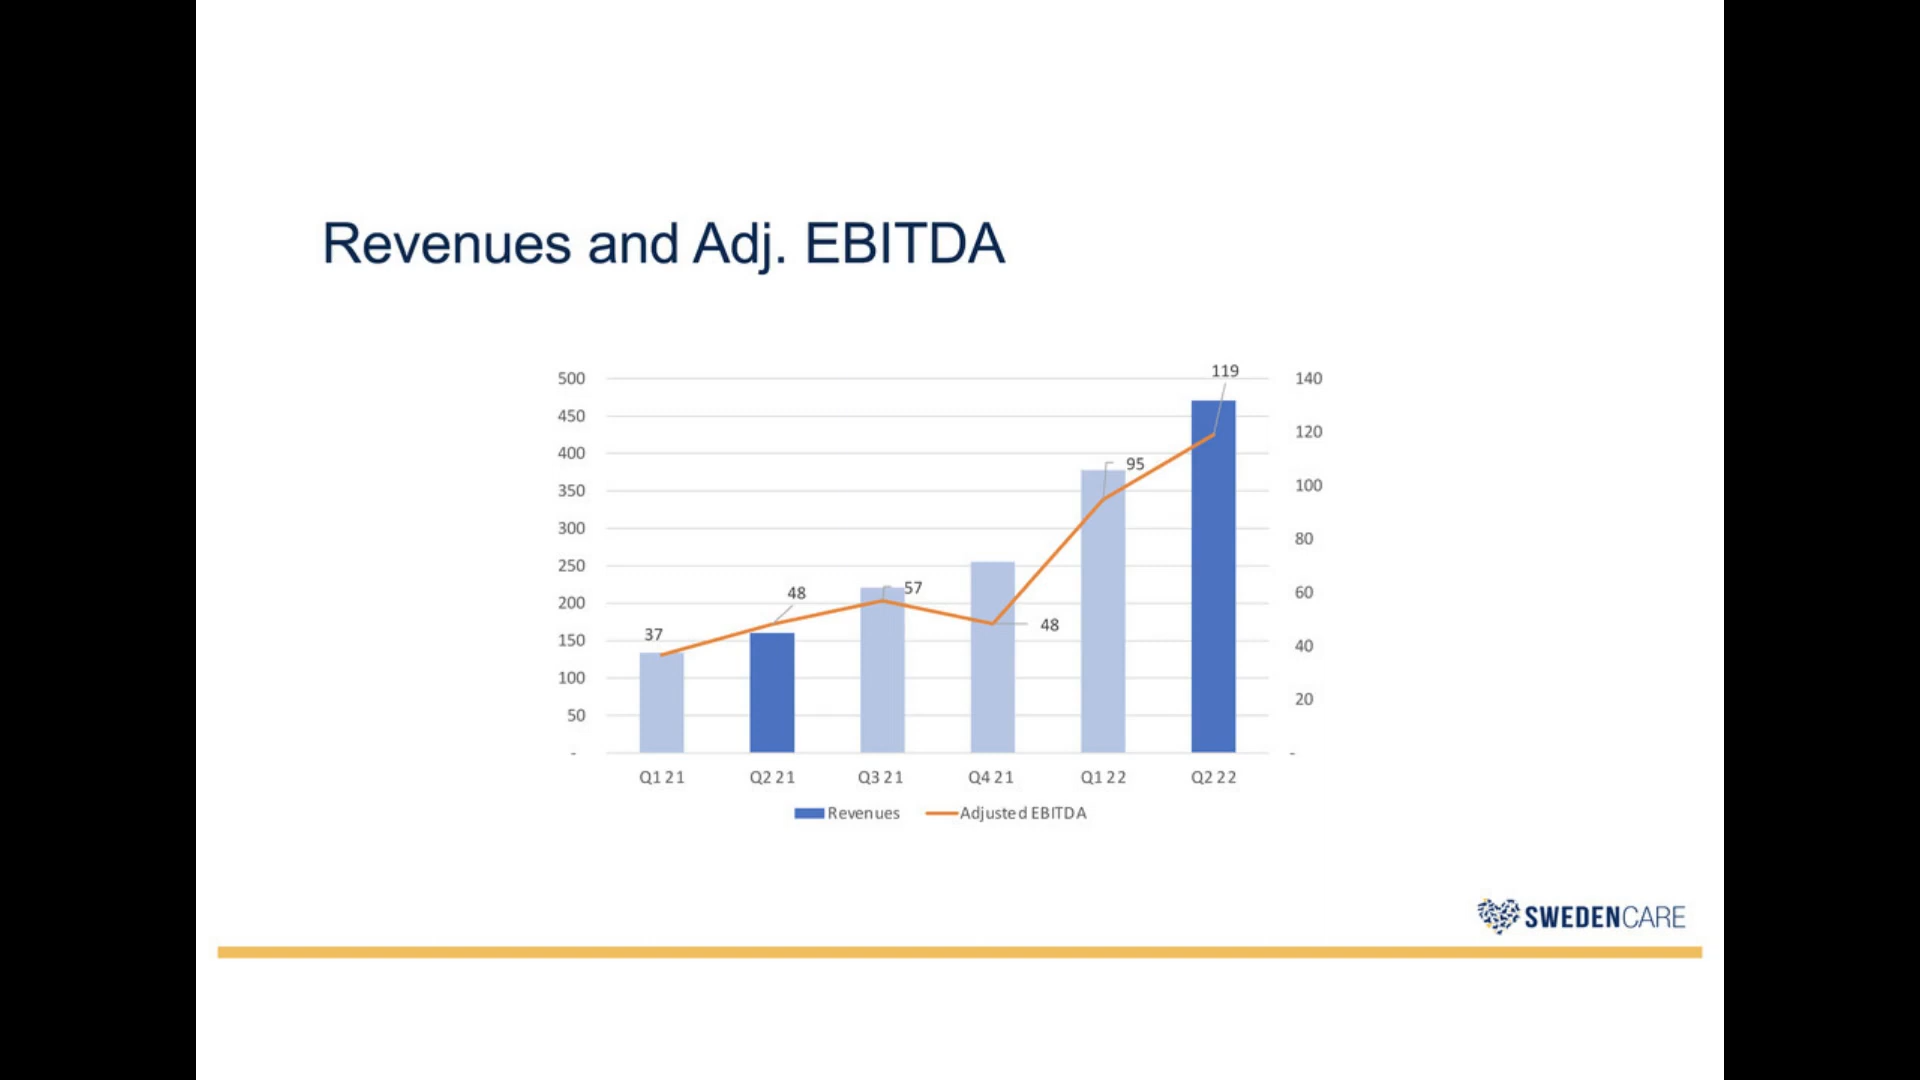 Revenues and Adj. EBITDA
500
450
400
350
300
250
200
150
100
50
-
140
120
100
80
60
40
20
-
37
48
57
48
95
119
Q1 21
Q2 21
Q3 21
Q4 21
Q1 22
Q2 22
Revenues
Adjusted EBITDA
SWEDENCARE